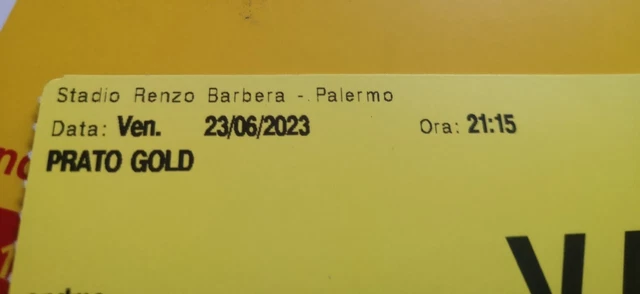 Stadio Renzo Barbera - Palermo
Data: Ven. 23/06/2023 Ora: 21:15
PRATO GOLD